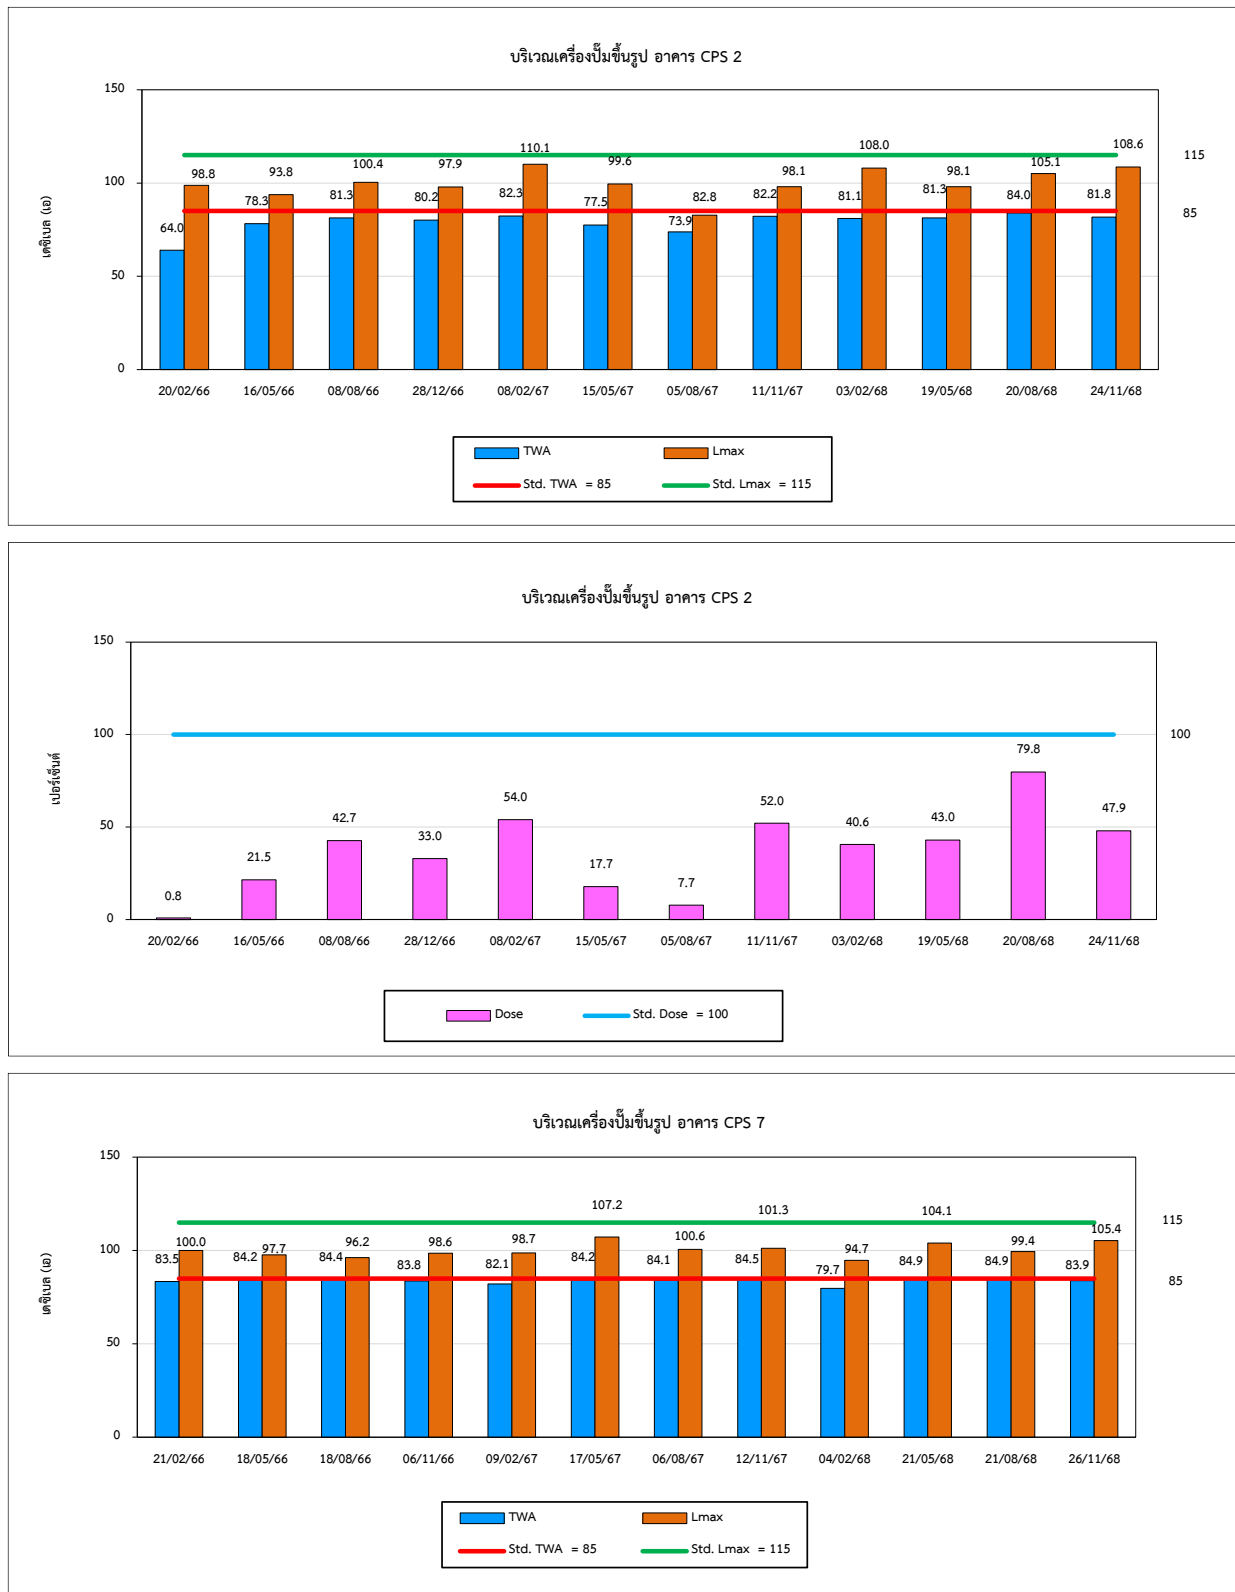 บริเวณเครื่องปั๊มขึ้นรูป อาคาร CPS 2
เดซิเบล (เอ)
150
100
50
0
64.0 98.8 78.3 93.8 81.3 100.4 80.2 97.9 82.3 110.1 77.5 99.6 73.9 82.8 82.2 98.1 81.1 108.0 81.3 98.1 84.0 105.1 81.8 108.6
115
85
20/02/66 16/05/66 08/08/66 28/12/66 08/02/67 15/05/67 05/08/67 11/11/67 03/02/68 19/05/68 20/08/68 24/11/68
TWA Lmax
Std. TWA = 85 Std. Lmax = 115
บริเวณเครื่องปั๊มขึ้นรูป อาคาร CPS 2
เปอร์เซ็นต์
150
100
50
0
0.8 21.5 42.7 33.0 54.0 17.7 7.7 52.0 40.6 43.0 79.8 47.9
100
20/02/66 16/05/66 08/08/66 28/12/66 08/02/67 15/05/67 05/08/67 11/11/67 03/02/68 19/05/68 20/08/68 24/11/68
Dose Std. Dose = 100
บริเวณเครื่องปั๊มขึ้นรูป อาคาร CPS 7
เดซิเบล (เอ)
150
100
50
0
83.5 100.0 84.2 97.7 84.4 96.2 83.8 98.6 82.1 98.7 84.2 107.2 84.1 100.6 84.5 101.3 79.7 94.7 84.9 104.1 84.9 99.4 83.9 105.4
115
85
21/02/66 18/05/66 18/08/66 06/11/66 09/02/67 17/05/67 06/08/67 12/11/67 04/02/68 21/05/68 21/08/68 26/11/68
TWA Lmax
Std. TWA = 85 Std. Lmax = 115